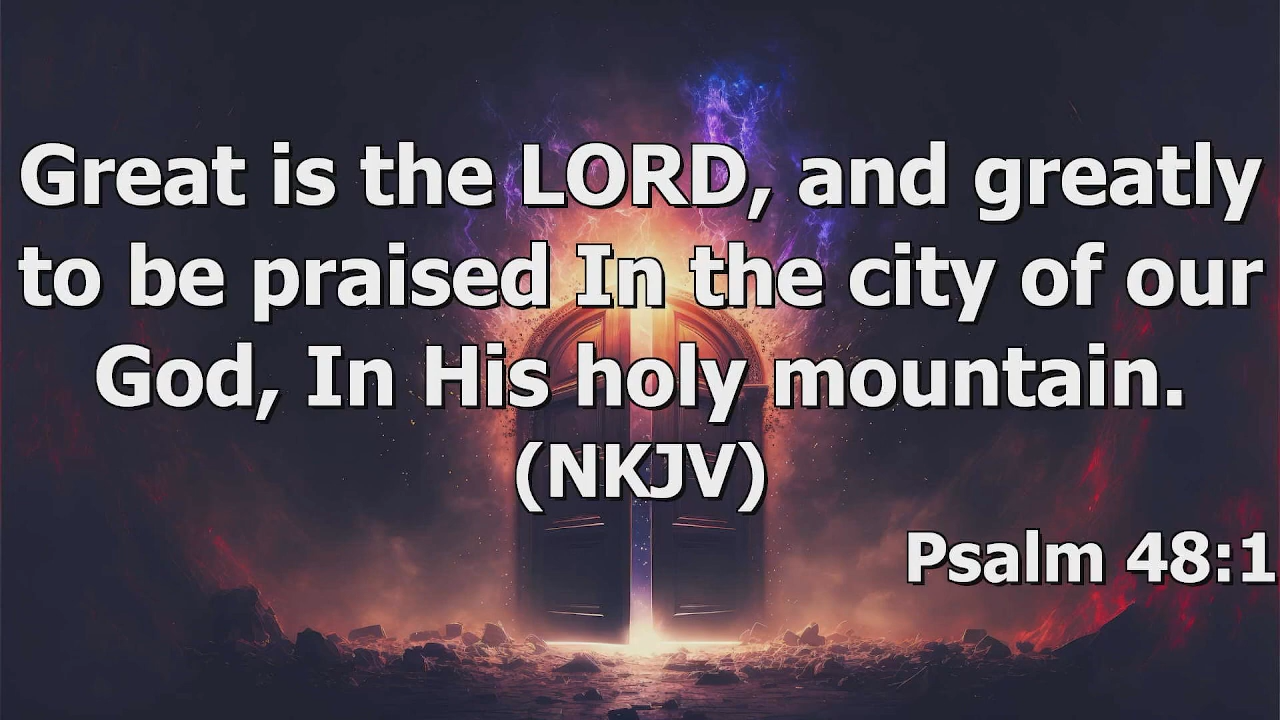 Great is the LORD, and greatly
to be praised In the city of our
God, In His holy mountain.
(NKJV)
Psalm 48:1